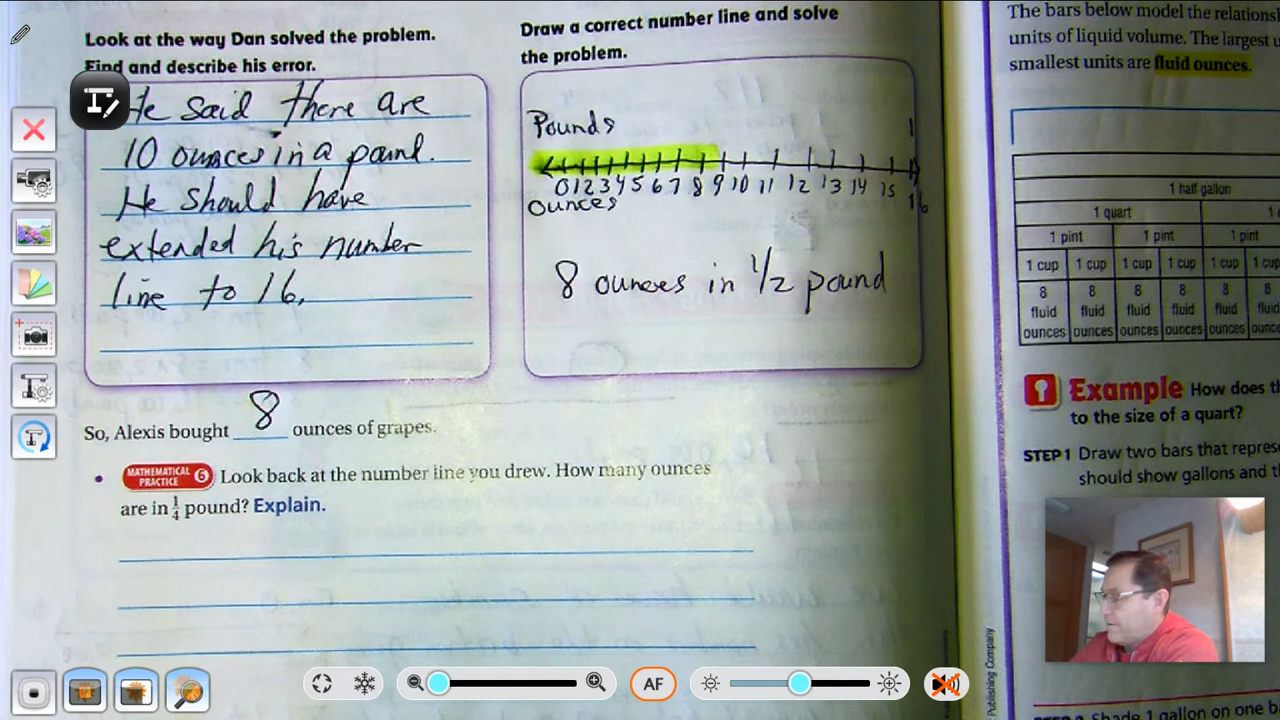 Look at the way Dan solved the problem.
Find and describe his error.
He said there are
10 ounces in a pound.
He should have
extended his number
line to 16.
Draw a correct number line and solve
the problem.
Pounds 1
0 1 2 3 4 5 6 7 8 9 10 11 12 13 14 15 16
ounces
8 ounces in 1/2 pound
So, Alexis bought 8 ounces of grapes.
• MATHEMATICAL PRACTICE 6 Look back at the number line you drew. How many ounces
are in 1/4 pound? Explain.
The bars below model the relations
units of liquid volume. The largest
smallest units are fluid ounces.
1 half gallon
1 quart
1 pint 1 pint 1 pint
1 cup 1 cup 1 cup 1 cup 1 cup 1 cup
8 8 8 8 8 8
fluid fluid fluid fluid fluid fluid
ounces ounces ounces ounces ounces
Example How does
to the size of a quart?
STEP 1 Draw two bars that repres
should show gallons and
Publishing Company
Shade 1 gallon on one b
AF